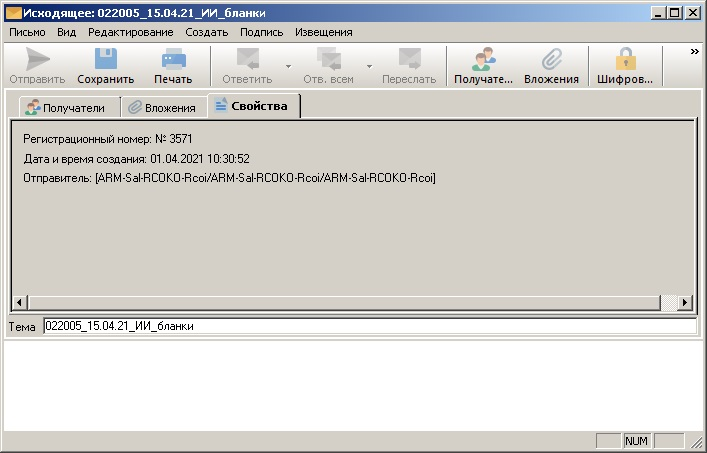 Исходящее: 022005_15.04.21_ИИ_бланки
Письмо Вид Редактирование Создать Подпись Извещения
Отправить Сохранить Печать Ответить Отв. всем Переслать Получате... Вложения Шифров... »
Получатели Вложения Свойства
Регистрационный номер: № 3571
Дата и время создания: 01.04.2021 10:30:52
Отправитель: [ARM-Sal-RCOKO-Rcoi/ARM-Sal-RCOKO-Rcoi/ARM-Sal-RCOKO-Rcoi]
Тема 022005_15.04.21_ИИ_бланки
NUM